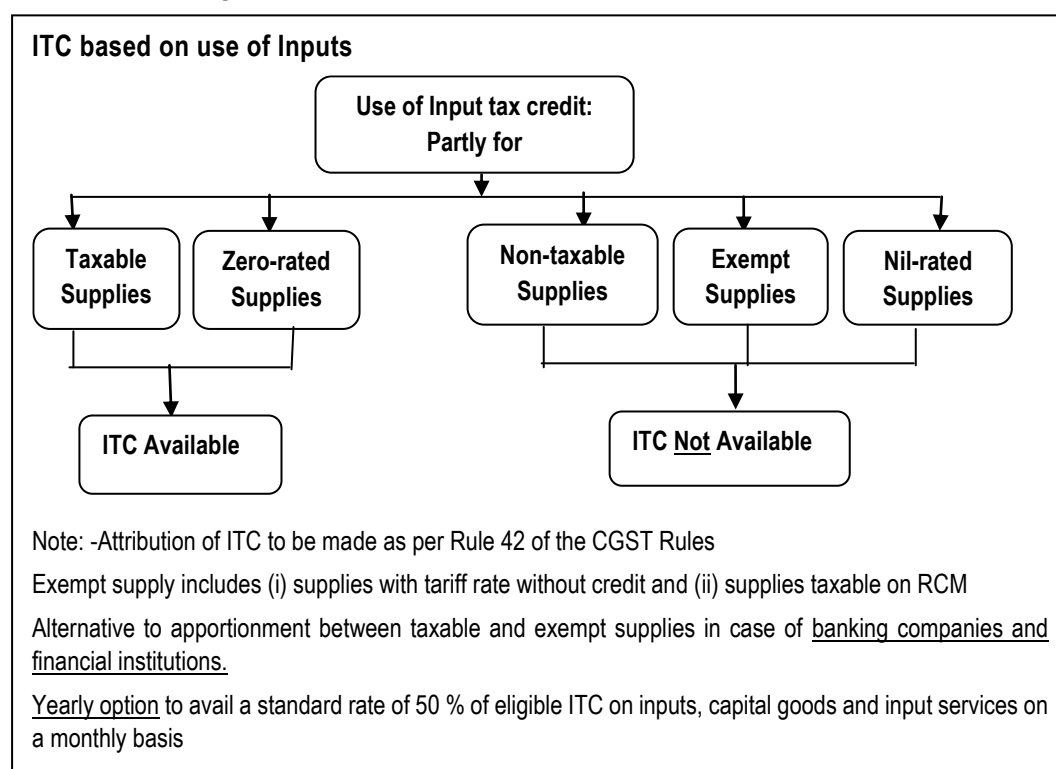 ITC based on use of Inputs
Use of Input tax credit:
Partly for
Taxable
Supplies
Zero-rated
Supplies
Non-taxable
Supplies
Exempt
Supplies
Nil-rated
Supplies
ITC Available
ITC Not Available
Note: -Attribution of ITC to be made as per Rule 42 of the CGST Rules
Exempt supply includes (i) supplies with tariff rate without credit and (ii) supplies taxable on RCM
Alternative to apportionment between taxable and exempt supplies in case of banking companies and
financial institutions.
Yearly option to avail a standard rate of 50 % of eligible ITC on inputs, capital goods and input services on
a monthly basis